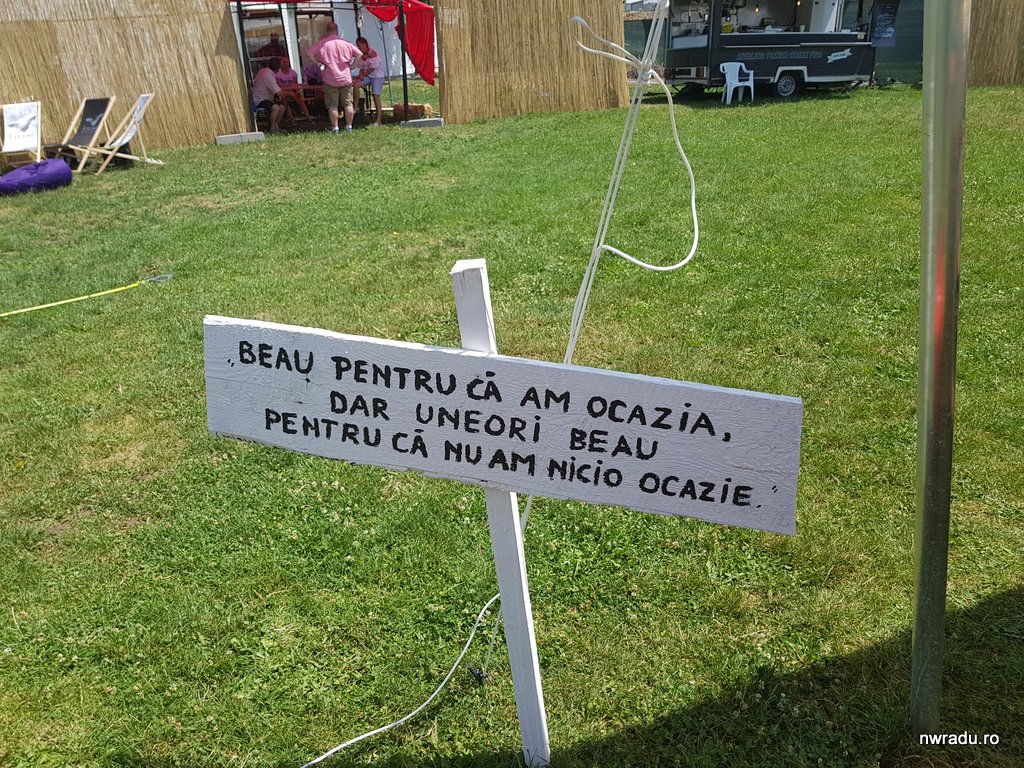 „BEAU PENTRU CĂ AM OCAZIA,
DAR UNEORI BEAU
PENTRU CĂ NU AM NICIO OCAZIE."
nwradu.ro